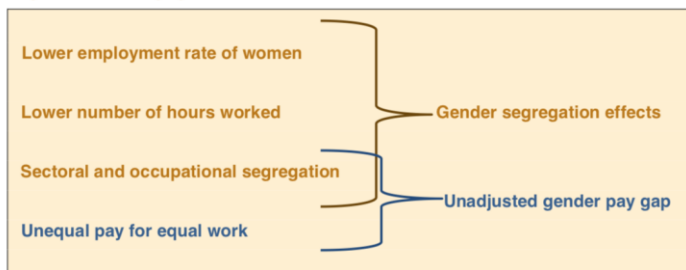 Lower employment rate of women
Lower number of hours worked
Gender segregation effects
Sectoral and occupational segregation
Unadjusted gender pay gap
Unequal pay for equal work